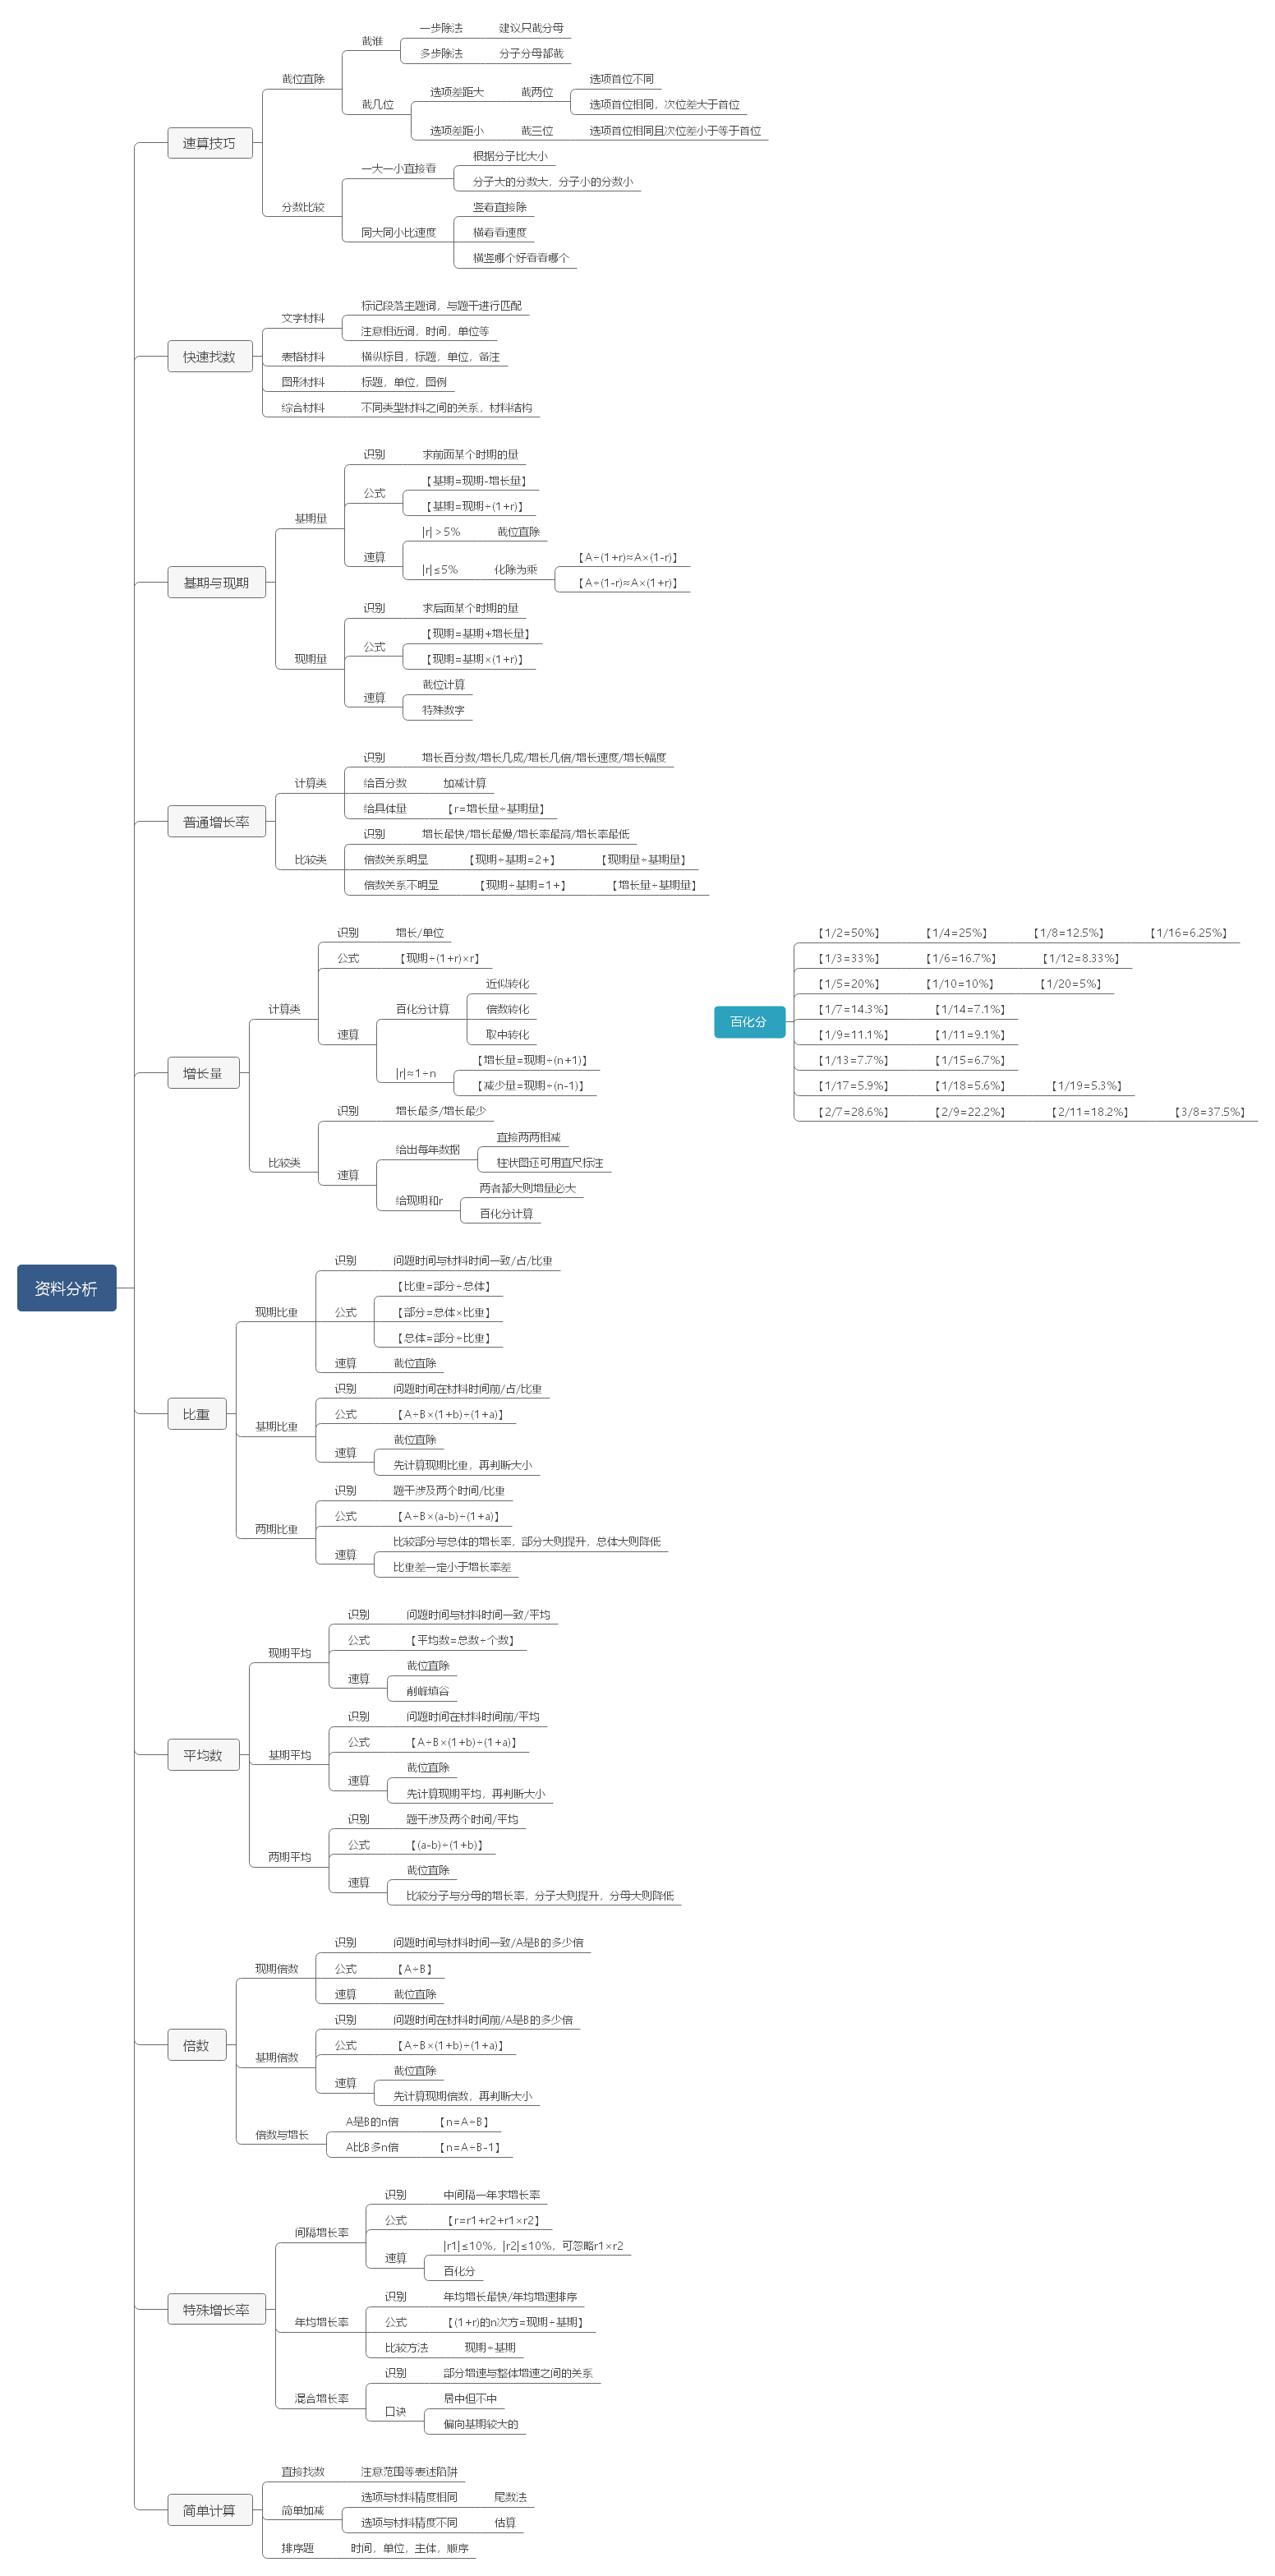 资料分析
速算技巧
截位直除
截谁
一步除法
建议只截分母
多步除法
分子分母都截
截几位
选项差距大
截两位
选项首位不同
选项首位相同，次位差大于首位
选项差距小
截三位
选项首位相同且次位差小于等于首位
分数比较
一大一小直接看
根据分子比大小
分子大的分数大，分子小的分数小
同大同小比速度
竖着直接除
横着看速度
横竖哪个好看看哪个
快速找数
文字材料
标记段落主题词，与题干进行匹配
注意相近词，时间，单位等
表格材料
横纵标目，标题，单位，备注
图形材料
标题，单位，图例
综合材料
不同类型材料之间的关系，材料结构
基期与现期
基期量
识别
求前面某个时期的量
公式
【基期=现期-增长量】
【基期=现期÷(1+r)】
速算
|r|＞5%
截位直除
|r|≤5%
化除为乘
【A÷(1+r)≈A×(1-r)】
【A÷(1-r)≈A×(1+r)】
现期量
识别
求后面某个时期的量
公式
【现期=基期+增长量】
【现期=基期×(1+r)】
速算
截位计算
特殊数字
普通增长率
计算类
识别
增长百分数/增长几成/增长几倍/增长速度/增长幅度
给百分数
加减计算
给具体量
【r=增长量÷基期量】
比较类
识别
增长最快/增长最慢/增长率最高/增长率最低
倍数关系明显
【现期÷基期=2+】
【现期量÷基期量】
倍数关系不明显
【现期÷基期=1+】
【增长量÷基期量】
增长量
计算类
识别
增长/单位
公式
【现期÷(1+r)×r】
速算
百化分计算
近似转化
倍数转化
取中转化
|r|≈1÷n
【增长量=现期÷(n+1)】
【减少量=现期÷(n-1)】
比较类
识别
增长最多/增长最少
速算
给出每年数据
直接两两相减
柱状图还可用直尺标注
给现期和r
两者都大则增量必大
百化分计算
百化分
【1/2=50%】
【1/4=25%】
【1/8=12.5%】
【1/16=6.25%】
【1/3=33%】
【1/6=16.7%】
【1/12=8.33%】
【1/5=20%】
【1/10=10%】
【1/20=5%】
【1/7=14.3%】
【1/14=7.1%】
【1/9=11.1%】
【1/11=9.1%】
【1/13=7.7%】
【1/15=6.7%】
【1/17=5.9%】
【1/18=5.6%】
【1/19=5.3%】
【2/7=28.6%】
【2/9=22.2%】
【2/11=18.2%】
【3/8=37.5%】
比重
现期比重
识别
问题时间与材料时间一致/占/比重
公式
【比重=部分÷总体】
【部分=总体×比重】
【总体=部分÷比重】
速算
截位直除
基期比重
识别
问题时间在材料时间前/占/比重
公式
【A÷B×(1+b)÷(1+a)】
速算
截位直除
先计算现期比重，再判断大小
两期比重
识别
题干涉及两个时间/比重
公式
【A÷B×(a-b)÷(1+a)】
速算
比较部分与总体的增长率，部分大则提升，总体大则降低
比重差一定小于增长率差
平均数
现期平均
识别
问题时间与材料时间一致/平均
公式
【平均数=总数÷个数】
速算
截位直除
削峰填谷
基期平均
识别
问题时间在材料时间前/平均
公式
【A÷B×(1+b)÷(1+a)】
速算
截位直除
先计算现期平均，再判断大小
两期平均
识别
题干涉及两个时间/平均
公式
【(a-b)÷(1+b)】
速算
截位直除
比较分子与分母的增长率，分子大则提升，分母大则降低
倍数
现期倍数
识别
问题时间与材料时间一致/A是B的多少倍
公式
【A÷B】
速算
截位直除
基期倍数
识别
问题时间在材料时间前/A是B的多少倍
公式
【A÷B×(1+b)÷(1+a)】
速算
截位直除
先计算现期倍数，再判断大小
倍数与增长
A是B的n倍
【n=A÷B】
A比B多n倍
【n=A÷B-1】
特殊增长率
间隔增长率
识别
中间隔一年求增长率
公式
【r=r1+r2+r1×r2】
速算
|r1|≤10%，|r2|≤10%，可忽略r1×r2
百化分
年均增长率
识别
年均增长最快/年均增速排序
公式
【(1+r)的n次方=现期÷基期】
比较方法
现期÷基期
混合增长率
识别
部分增速与整体增速之间的关系
口诀
居中但不中
偏向基期较大的
简单计算
直接找数
注意范围等表述陷阱
简单加减
选项与材料精度相同
尾数法
选项与材料精度不同
估算
排序题
时间，单位，主体，顺序